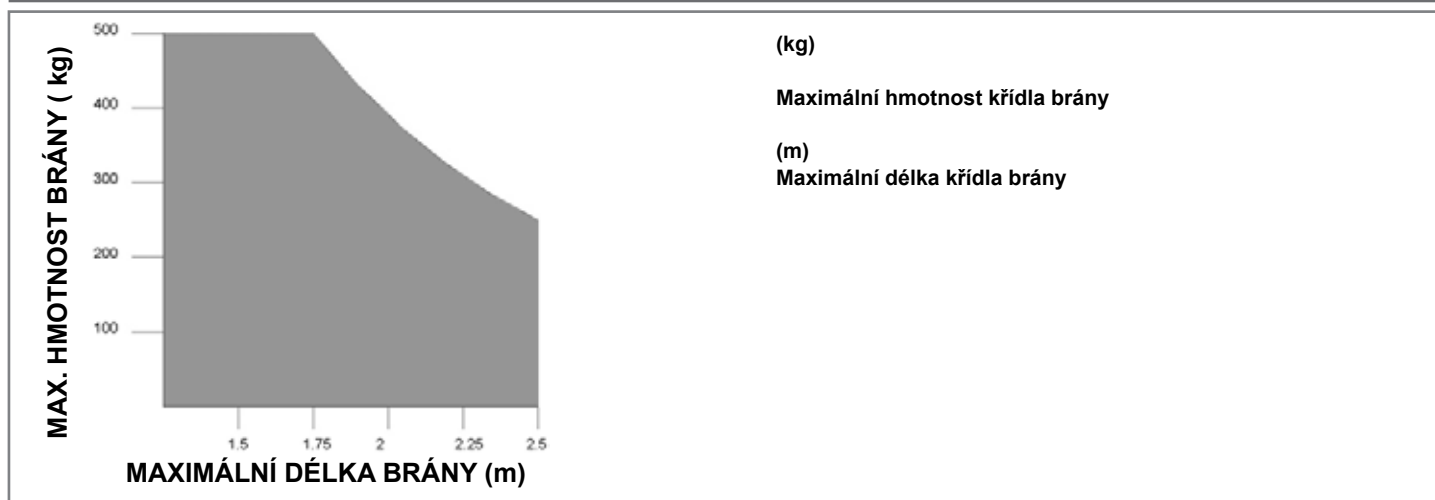 MAX. HMOTNOST BRÁNY ( kg)
500
400
300
200
100
1.5 1.75 2 2.25 2.5
MAXIMÁLNÍ DÉLKA BRÁNY (m)
(kg)
Maximální hmotnost křídla brány
(m)
Maximální délka křídla brány